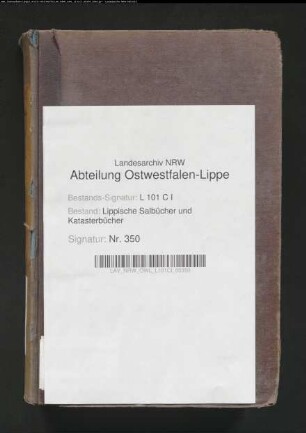 Landesarchiv NRW
Abteilung Ostwestfalen-Lippe
Bestands-Signatur: L 101 C I
Bestand: Lippische Salbücher und
Katasterbücher
Signatur: Nr. 350